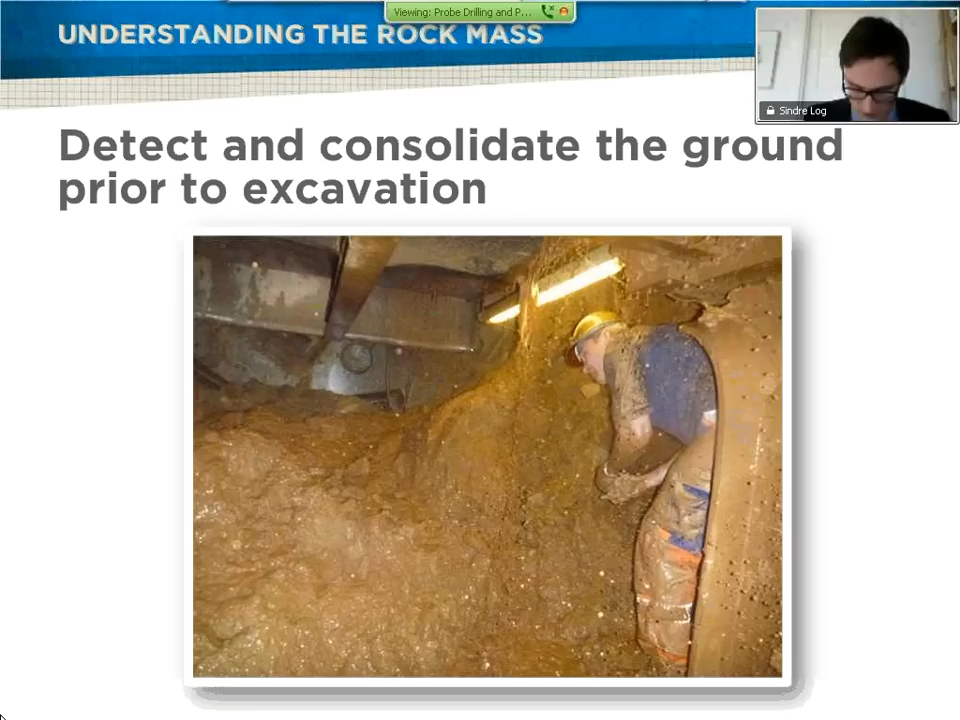 Viewing: Probe Drilling and P...
UNDERSTANDING THE ROCK MASS
Sindre Log
Detect and consolidate the ground
prior to excavation